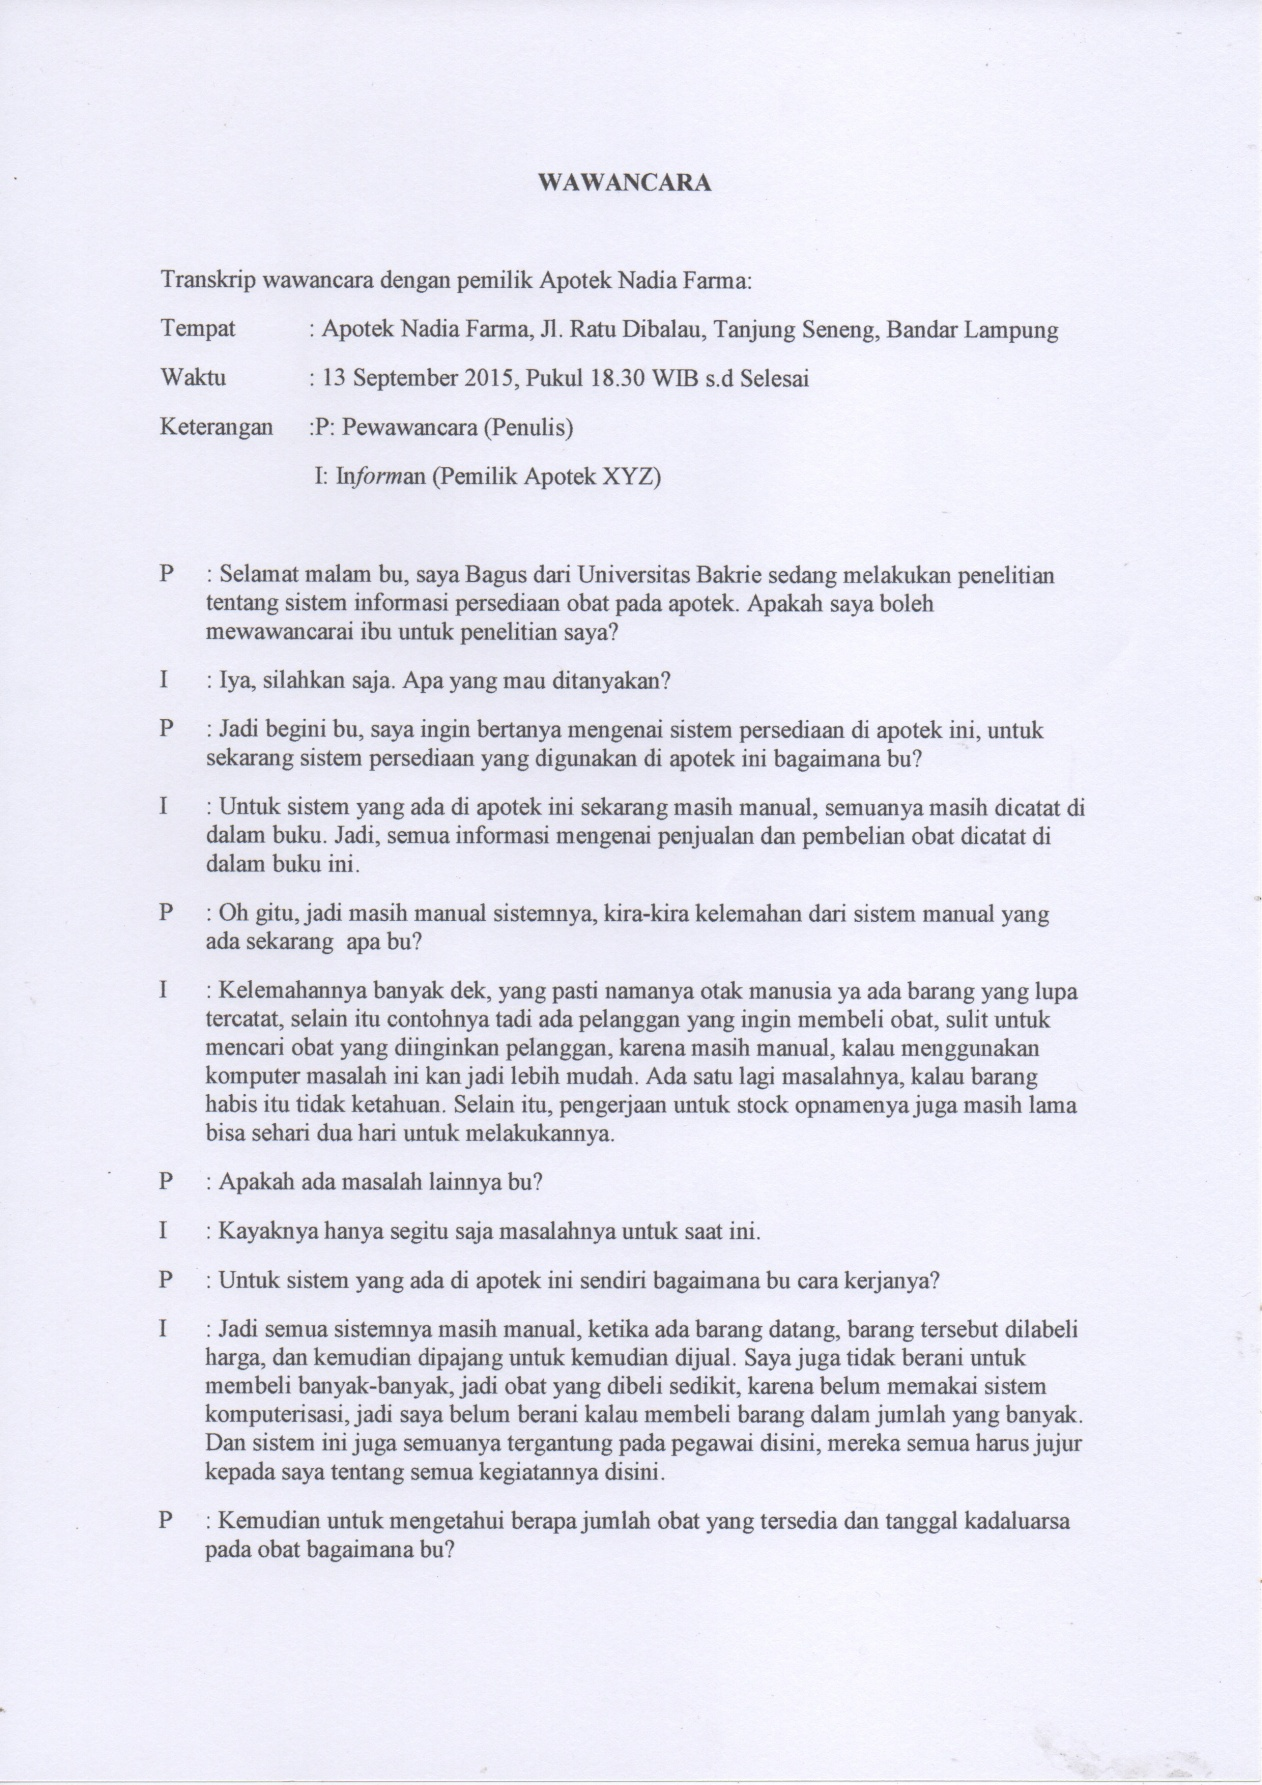 WAWANCARA
Transkrip wawancara dengan pemilik Apotek Nadia Farma:
Tempat : Apotek Nadia Farma, Jl. Ratu Dibalau, Tanjung Seneng, Bandar Lampung
Waktu : 13 September 2015, Pukul 18.30 WIB s.d Selesai
Keterangan :P: Pewawancara (Penulis)
I: Informan (Pemilik Apotek XYZ)
P : Selamat malam bu, saya Bagus dari Universitas Bakrie sedang melakukan penelitian
tentang sistem informasi persediaan obat pada apotek. Apakah saya boleh
mewawancarai ibu untuk penelitian saya?
I : Iya, silahkan saja. Apa yang mau ditanyakan?
P : Jadi begini bu, saya ingin bertanya mengenai sistem persediaan di apotek ini, untuk
sekarang sistem persediaan yang digunakan di apotek ini bagaimana bu?
I : Untuk sistem yang ada di apotek ini sekarang masih manual, semuanya masih dicatat di
dalam buku. Jadi, semua informasi mengenai penjualan dan pembelian obat dicatat di
dalam buku ini.
P : Oh gitu, jadi masih manual sistemnya, kira-kira kelemahan dari sistem manual yang
ada sekarang apa bu?
I : Kelemahannya banyak dek, yang pasti namanya otak manusia ya ada barang yang lupa
tercatat, selain itu contohnya tadi ada pelanggan yang ingin membeli obat, sulit untuk
mencari obat yang diinginkan pelanggan, karena masih manual, kalau menggunakan
komputer masalah ini kan jadi lebih mudah. Ada satu lagi masalahnya, kalau barang
habis itu tidak ketahuan. Selain itu, pengerjaan untuk stock opnamenya juga masih lama
bisa sehari dua hari untuk melakukannya.
P : Apakah ada masalah lainnya bu?
I : Kayaknya hanya segitu saja masalahnya untuk saat ini.
P : Untuk sistem yang ada di apotek ini sendiri bagaimana bu cara kerjanya?
I : Jadi semua sistemnya masih manual, ketika ada barang datang, barang tersebut dilabeli
harga, dan kemudian dipajang untuk kemudian dijual. Saya juga tidak berani untuk
membeli banyak-banyak, jadi obat yang dibeli sedikit, karena belum memakai sistem
komputerisasi, jadi saya belum berani kalau membeli barang dalam jumlah yang banyak.
Dan sistem ini juga semuanya tergantung pada pegawai disini, mereka semua harus jujur
kepada saya tentang semua kegiatannya disini.
P : Kemudian untuk mengetahui berapa jumlah obat yang tersedia dan tanggal kadaluarsa
pada obat bagaimana bu?